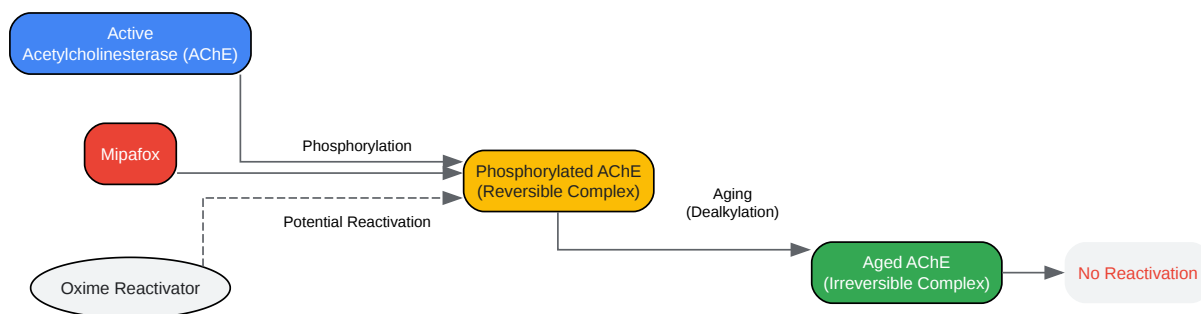 Active
Acetylcholinesterase (AChE)
Mipafox
Phosphorylation
Phosphorylated AChE
(Reversible Complex)
Potential Reactivation
Oxime Reactivator
Aging
(Dealkylation)
Aged AChE
(Irreversible Complex)
No Reactivation